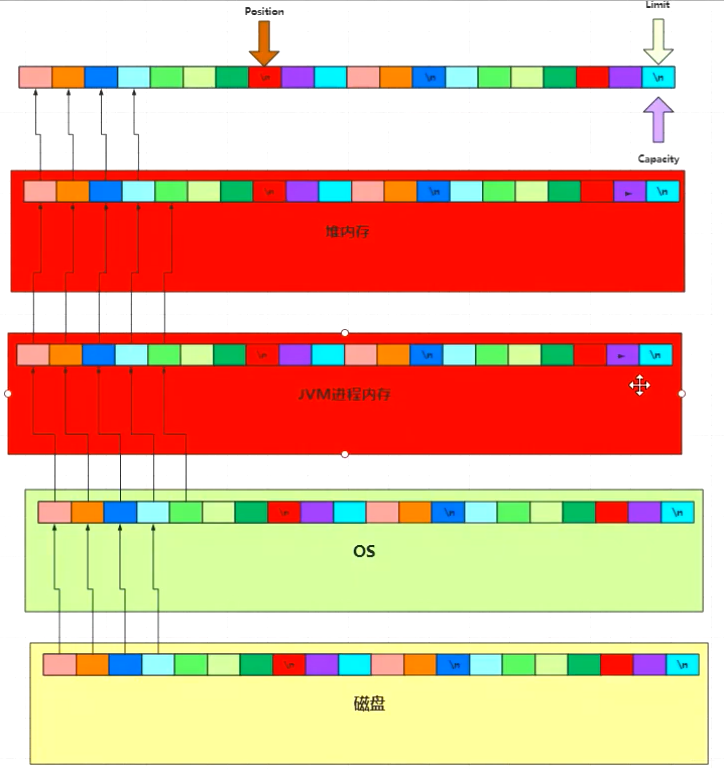 Position
Limit
\n \n \n
Capacity
\n \n \n
堆内存
\n \n \n
JVM进程内存
\n \n \n
OS
\n \n \n
磁盘